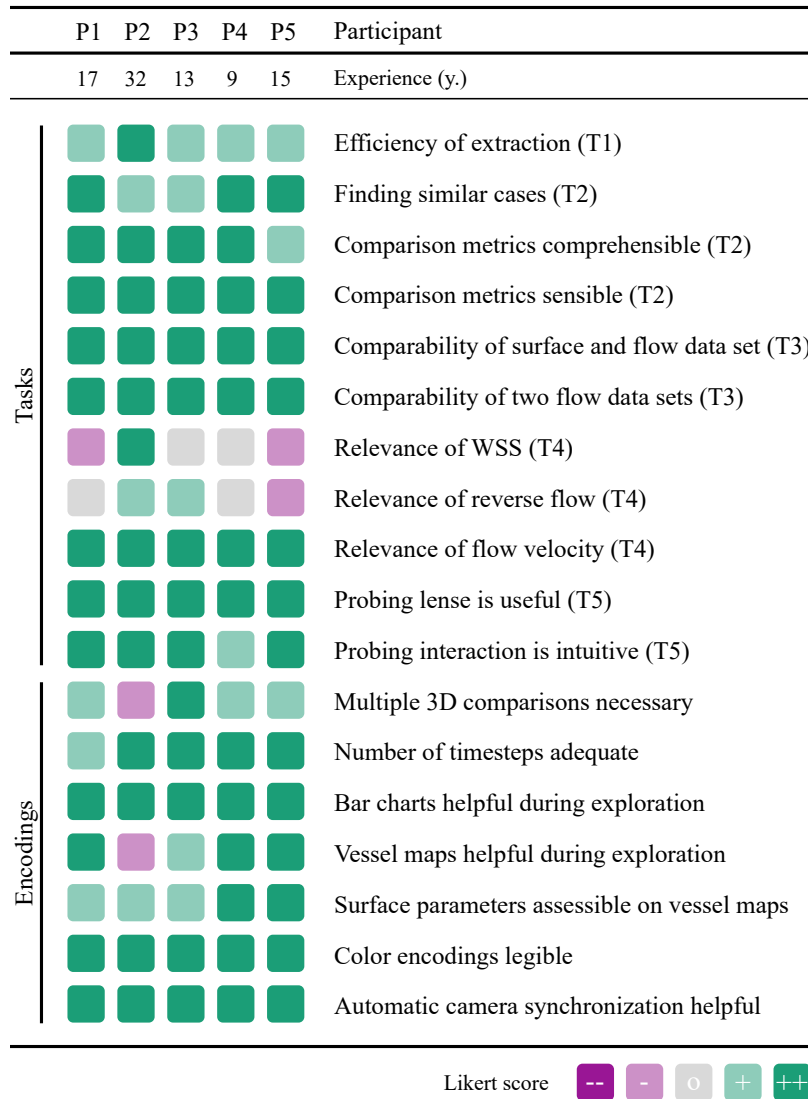 P1 P2 P3 P4 P5 Participant
17 32 13 9 15 Experience (y.)
Tasks
Efficiency of extraction (T1)
Finding similar cases (T2)
Comparison metrics comprehensible (T2)
Comparison metrics sensible (T2)
Comparability of surface and flow data set (T3)
Comparability of two flow data sets (T3)
Relevance of WSS (T4)
Relevance of reverse flow (T4)
Relevance of flow velocity (T4)
Probing lense is useful (T5)
Probing interaction is intuitive (T5)
Encodings
Multiple 3D comparisons necessary
Number of timesteps adequate
Bar charts helpful during exploration
Vessel maps helpful during exploration
Surface parameters assessible on vessel maps
Color encodings legible
Automatic camera synchronization helpful
Likert score -- - o + ++